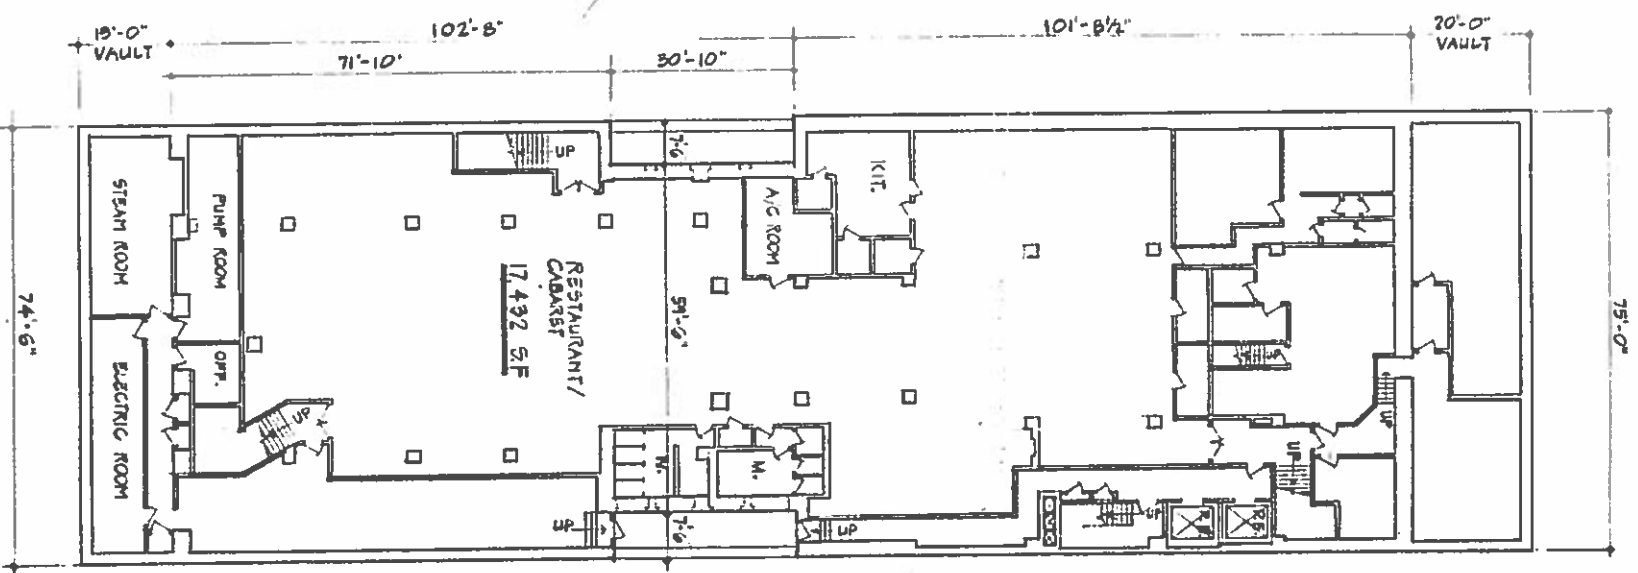 15'-0"
VAULT
102'-8"
101'-8½"
20'-0"
VAULT
71'-10"
30'-10"
UP
7'-6
KIT.
A/C ROOM
STEAM ROOM
PUMP ROOM
RESTAURANT/
CABARET
17,432 S.F
59'-6"
74'-6"
75'-0"
OFF.
ELECTRIC ROOM
UP
W.
M.
UP
UP
UP
7'-6
UP
UP